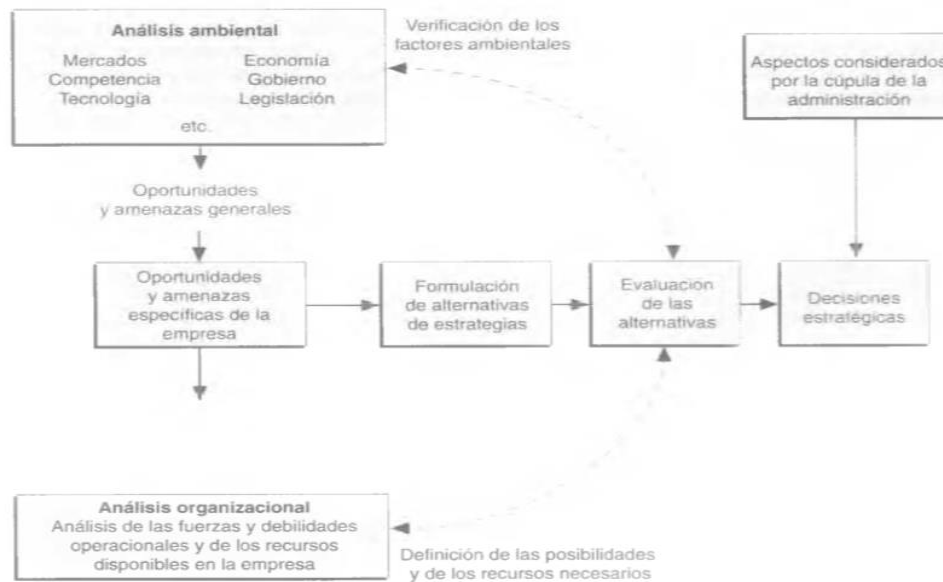 Análisis ambiental
Mercados Economía
Competencia Gobierno
Tecnología Legislación
etc.
Verificación de los
factores ambientales
Aspectos considerados
por la cúpula de la
administración
Oportunidades
y amenazas generales
Oportunidades
y amenazas
específicas de la
empresa
Formulación
de alternativas
de estrategias
Evaluación
de las
alternativas
Decisiones
estratégicas
Análisis organizacional
Análisis de las fuerzas y debilidades
operacionales y de los recursos
disponibles en la empresa
Definición de las posibilidades
y de los recursos necesarios